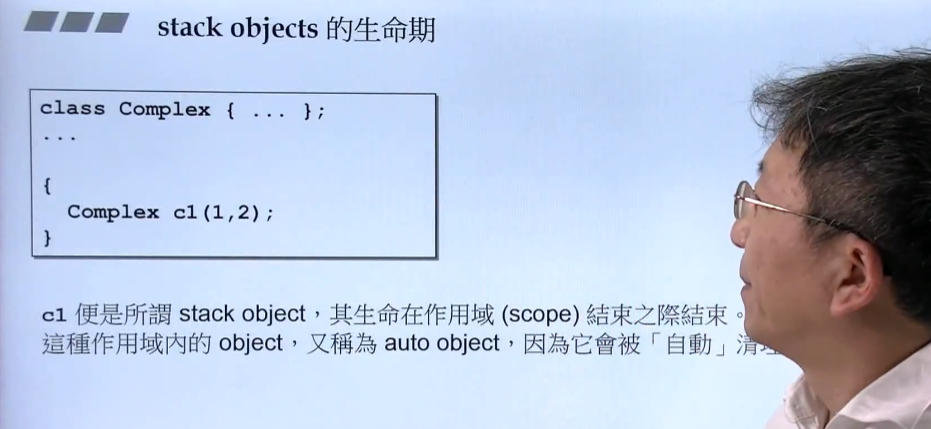 stack objects 的生命期
class Complex { ... };
...
{
Complex c1(1,2);
}
c1 便是所謂 stack object，其生命在作用域 (scope) 結束之際結束。
這種作用域內的 object，又稱為 auto object，因為它會被「自動」清